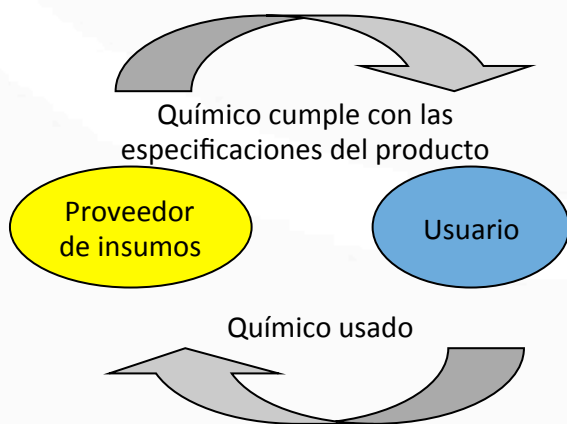 Químico cumple con las
especificaciones del producto
Proveedor
de insumos
Usuario
Químico usado